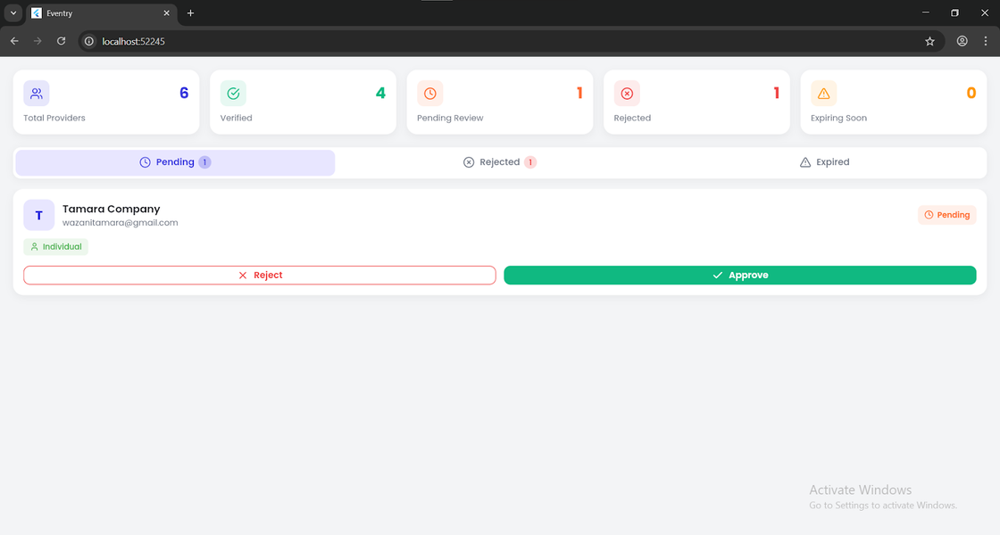 Eventry
localhost:52245
6
Total Providers
4
Verified
1
Pending Review
1
Rejected
0
Expiring Soon
Pending 1
Rejected 1
Expired
T
Tamara Company
wazanitamara@gmail.com
Pending
Individual
Reject
Approve
Activate Windows
Go to Settings to activate Windows.